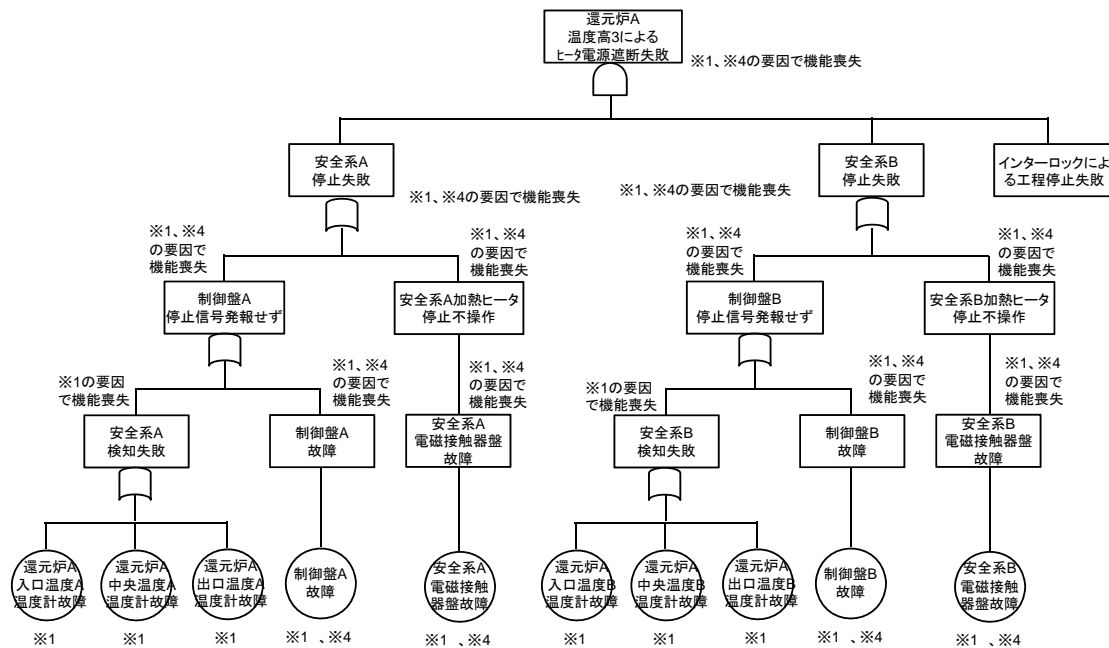 還元炉A
温度高3による
ﾋｰﾀ電源遮断失敗
※1、※4の要因で機能喪失
安全系A
停止失敗
安全系B
停止失敗
インターロックによ
る工程停止失敗
※1、※4の要因で機能喪失
※1、※4の要因で機能喪失
※1、※4
の要因で
機能喪失
※1、※4
の要因で
機能喪失
※1、※4
の要因で
機能喪失
※1、※4
の要因で
機能喪失
制御盤A
停止信号発報せず
安全系A加熱ヒータ
停止不操作
制御盤B
停止信号発報せず
安全系B加熱ヒータ
停止不操作
※1の要因
で機能喪失
※1、※4
の要因で
機能喪失
※1、※4
の要因で
機能喪失
※1の要因
で機能喪失
※1、※4
の要因で
機能喪失
※1、※4
の要因で
機能喪失
安全系A
検知失敗
制御盤A
故障
安全系A
電磁接触器盤
故障
安全系B
検知失敗
制御盤B
故障
安全系B
電磁接触器盤
故障
還元炉A
入口温度A
温度計故障
還元炉A
中央温度A
温度計故障
還元炉A
出口温度A
温度計故障
制御盤A
故障
安全系A
電磁接触
器盤故障
還元炉A
入口温度B
温度計故障
還元炉A
中央温度B
温度計故障
還元炉A
出口温度B
温度計故障
制御盤B
故障
安全系B
電磁接触
器盤故障
※1
※1
※1
※1 、※4
※1 、※4
※1
※1
※1
※1 、※4
※1 、※4